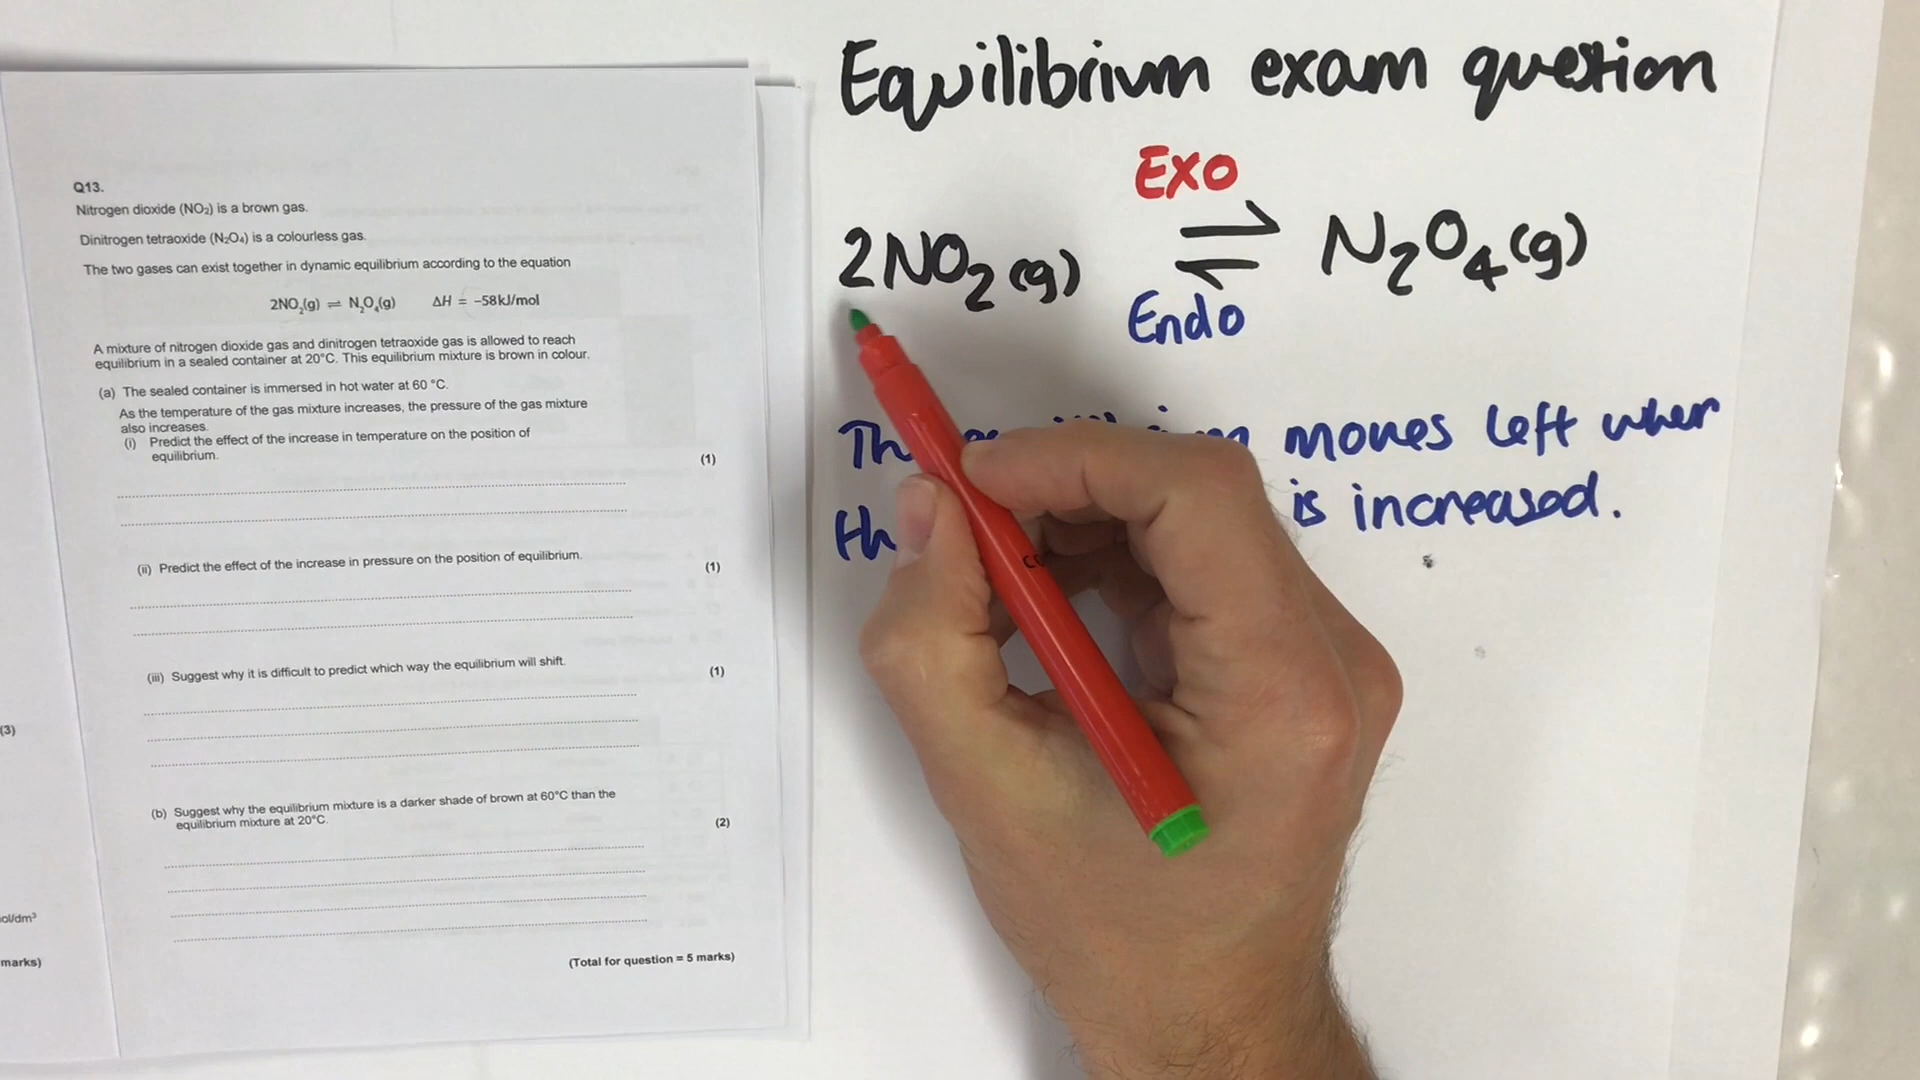 Q13.
Nitrogen dioxide (NO₂) is a brown gas.
Dinitrogen tetraoxide (N₂O₄) is a colourless gas.
The two gases can exist together in dynamic equilibrium according to the equation
2NO₂(g) ⇌ N₂O₄(g) ΔH = −58kJ/mol
A mixture of nitrogen dioxide gas and dinitrogen tetraoxide gas is allowed to reach
equilibrium in a sealed container at 20°C. This equilibrium mixture is brown in colour.
(a) The sealed container is immersed in hot water at 60 °C.
As the temperature of the gas mixture increases, the pressure of the gas mixture
also increases.
(i) Predict the effect of the increase in temperature on the position of
equilibrium.
(1)
(ii) Predict the effect of the increase in pressure on the position of equilibrium.
(1)
(iii) Suggest why it is difficult to predict which way the equilibrium will shift.
(1)
(b) Suggest why the equilibrium mixture is a darker shade of brown at 60°C than the
equilibrium mixture at 20°C.
(2)
(Total for question = 5 marks)
(3)
ol/dm³
marks)
Equilibrium exam question
Exo
2NO₂(g) ⇌ N₂O₄(g)
Endo
moves left when
is increased.